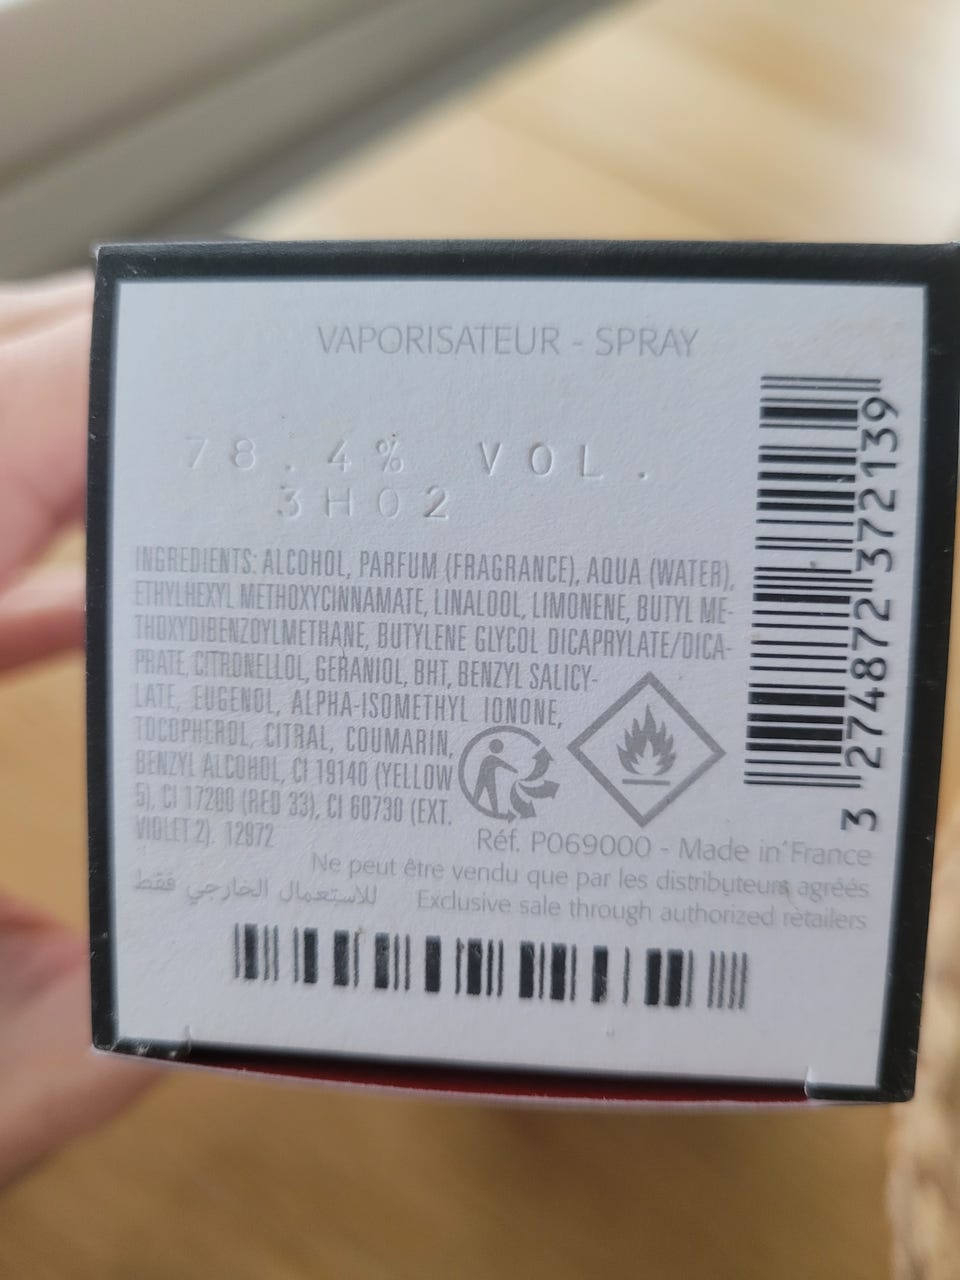 VAPORISATEUR - SPRAY
78.4% VOL.
3H02
INGREDIENTS: ALCOHOL, PARFUM (FRAGRANCE), AQUA (WATER),
ETHYLHEXYL METHOXYCINNAMATE, LINALOOL, LIMONENE, BUTYL ME-
THOXYDIBENZOYLMETHANE, BUTYLENE GLYCOL DICAPRYLATE/DICA-
PRATE, CITRONELLOL, GERANIOL, BHT, BENZYL SALICY-
LATE, EUGENOL, ALPHA-ISOMETHYL IONONE,
TOCOPHEROL, CITRAL, COUMARIN,
BENZYL ALCOHOL, CI 19140 (YELLOW
5), CI 17200 (RED 33), CI 60730 (EXT.
VIOLET 2). 12972
Réf. P069000 - Made in France
Ne peut être vendu que par les distributeurs agréés
للاستعمال الخارجي فقط
Exclusive sale through authorized retailers
3 274872 372139